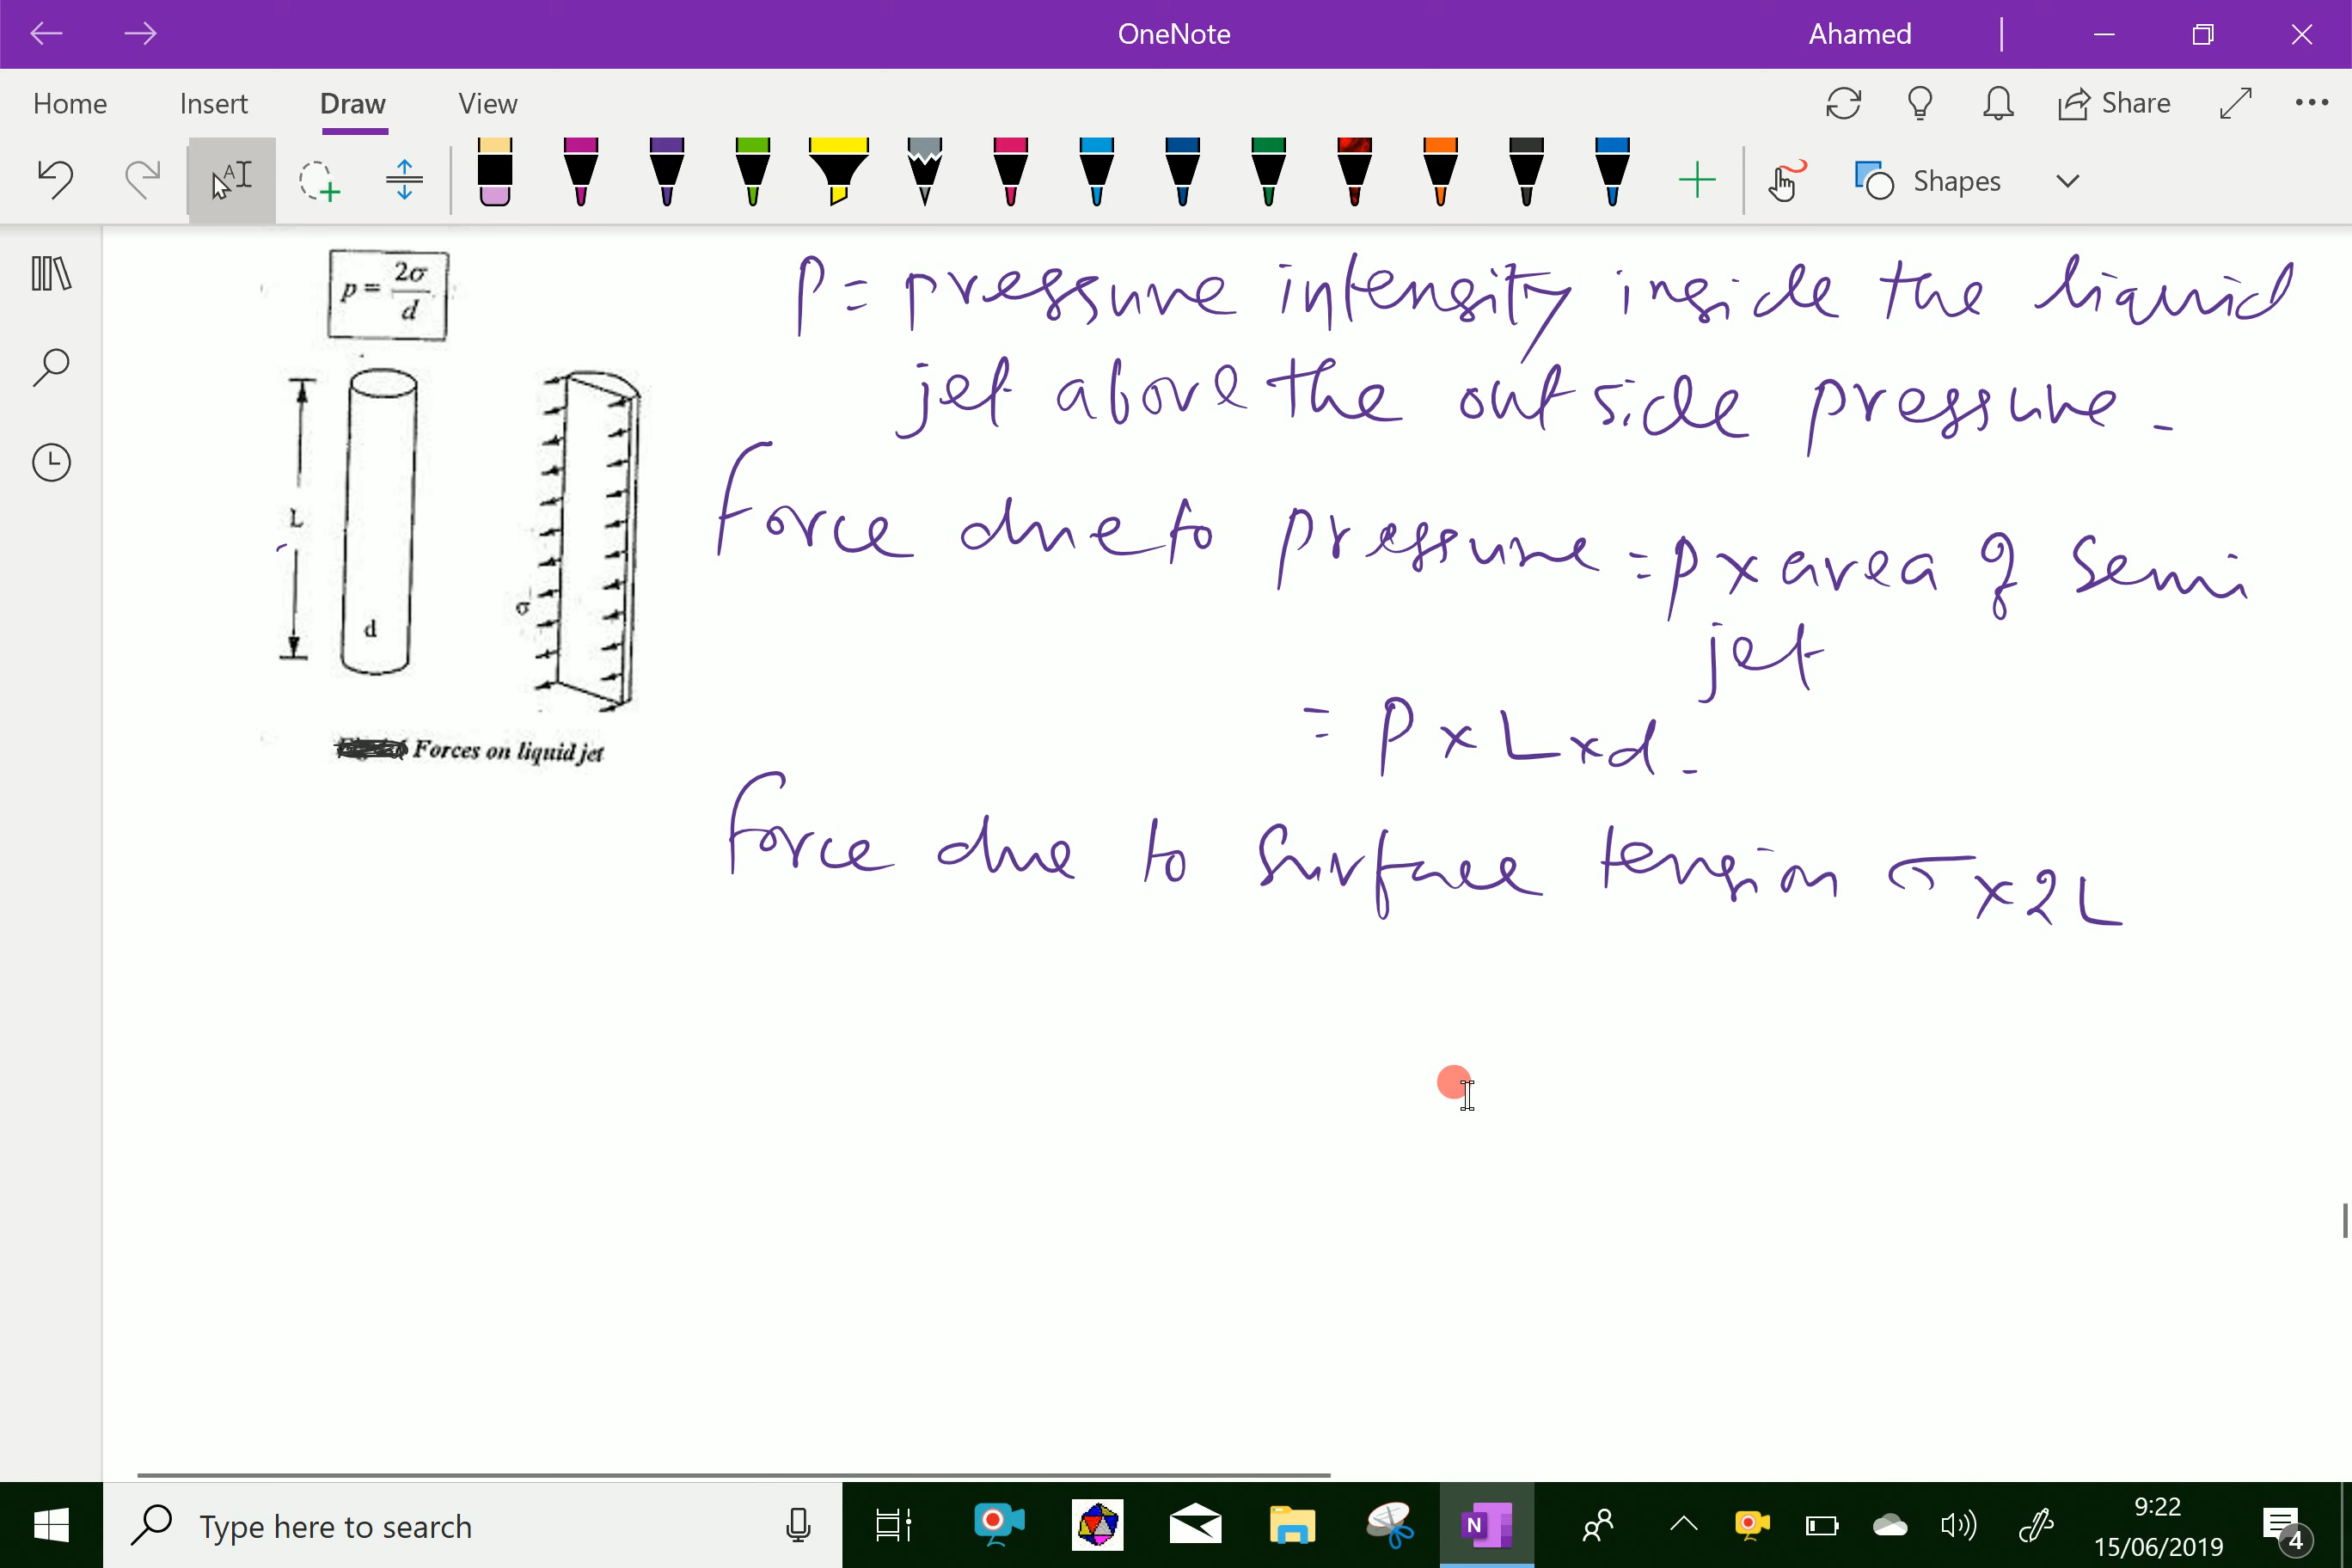 OneNote
Ahamed
Home Insert Draw View
Share
Shapes
p = 2σ/d
L
d
σ
Forces on liquid jet
P = pressure intensity inside the liquid
jet above the out side pressure.
Force due to pressure = P x area of semi
jet
= P x L x d.
Force due to surface tension σ x 2L
Type here to search
9:22
15/06/2019
4